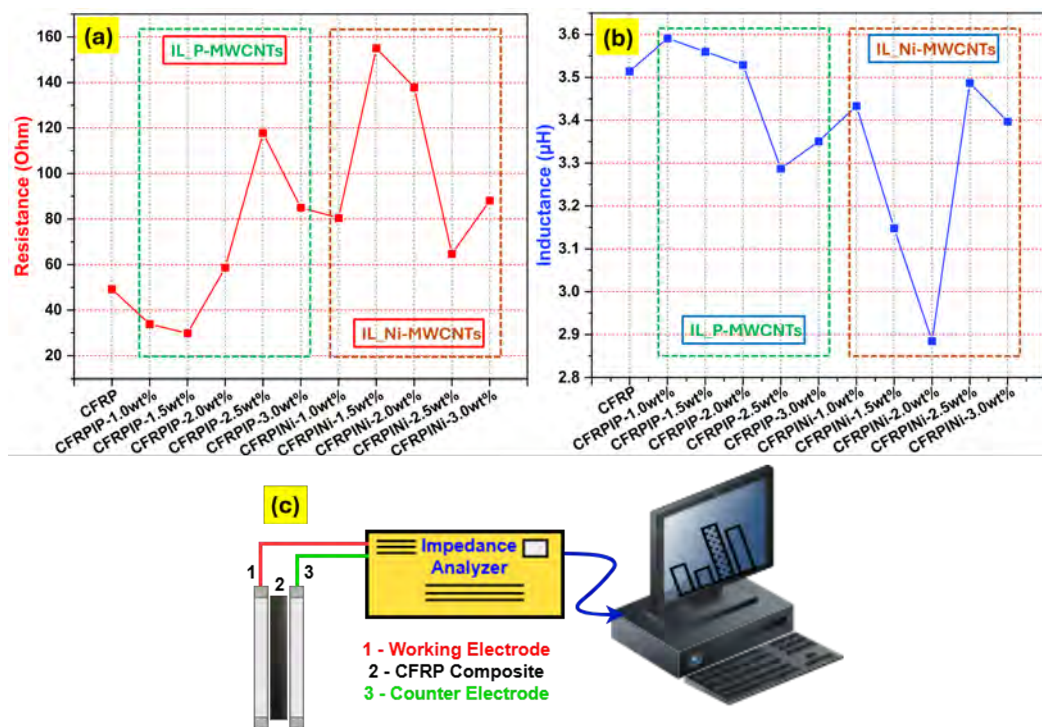 (a)
IL_P-MWCNTs
IL_Ni-MWCNTs
Resistance (Ohm)
160
140
120
100
80
60
40
20
CFRP
CFRPIP-1.0wt%
CFRPIP-1.5wt%
CFRPIP-2.0wt%
CFRPIP-2.5wt%
CFRPIP-3.0wt%
CFRPINi-1.0wt%
CFRPINi-1.5wt%
CFRPINi-2.0wt%
CFRPINi-2.5wt%
CFRPINi-3.0wt%
(b)
IL_Ni-MWCNTs
IL_P-MWCNTs
Inductance (μH)
3.6
3.5
3.4
3.3
3.2
3.1
3.0
2.9
2.8
CFRP
CFRPIP-1.0wt%
CFRPIP-1.5wt%
CFRPIP-2.0wt%
CFRPIP-2.5wt%
CFRPIP-3.0wt%
CFRPINi-1.0wt%
CFRPINi-1.5wt%
CFRPINi-2.0wt%
CFRPINi-2.5wt%
CFRPINi-3.0wt%
(c)
1
2
3
Impedance
Analyzer
1 - Working Electrode
2 - CFRP Composite
3 - Counter Electrode